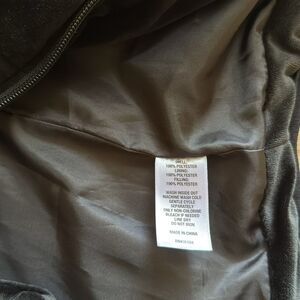 SHELL:
100% POLYESTER
LINING:
100% POLYESTER
FILLING:
100% POLYESTER
WASH INSIDE OUT
MACHINE WASH COLD
GENTLE CYCLE
SEPARATELY
ONLY NON-CHLORINE
BLEACH IF NEEDED
LINE DRY
DO NOT IRON
MADE IN CHINA